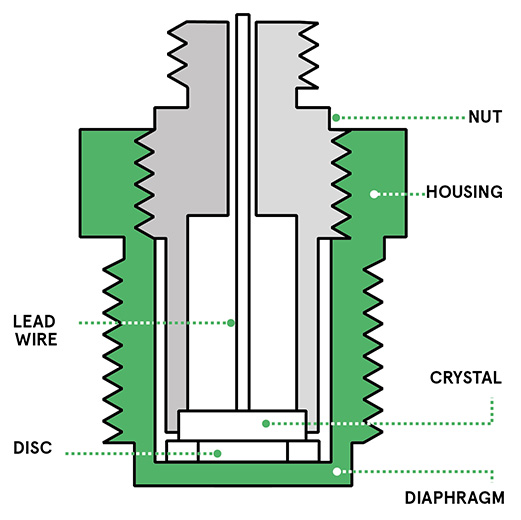 NUT
HOUSING
LEAD
WIRE
CRYSTAL
DISC
DIAPHRAGM